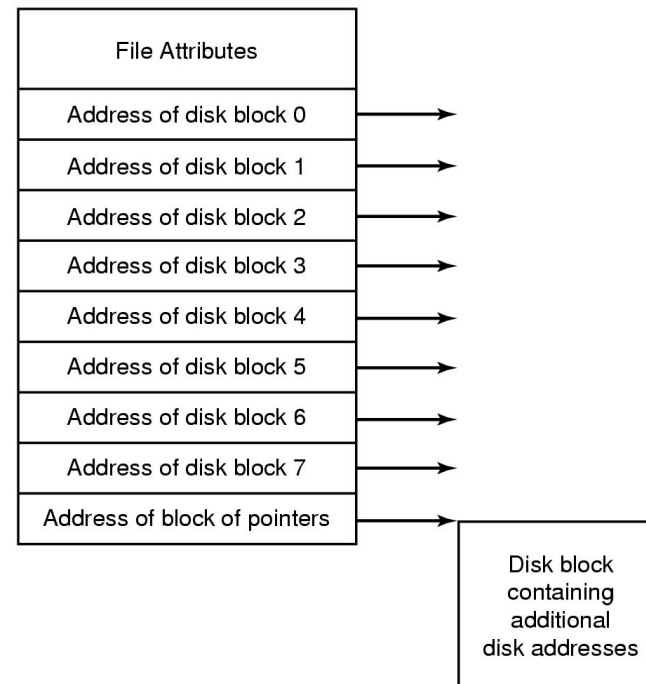 File Attributes
Address of disk block 0
Address of disk block 1
Address of disk block 2
Address of disk block 3
Address of disk block 4
Address of disk block 5
Address of disk block 6
Address of disk block 7
Address of block of pointers
Disk block
containing
additional
disk addresses